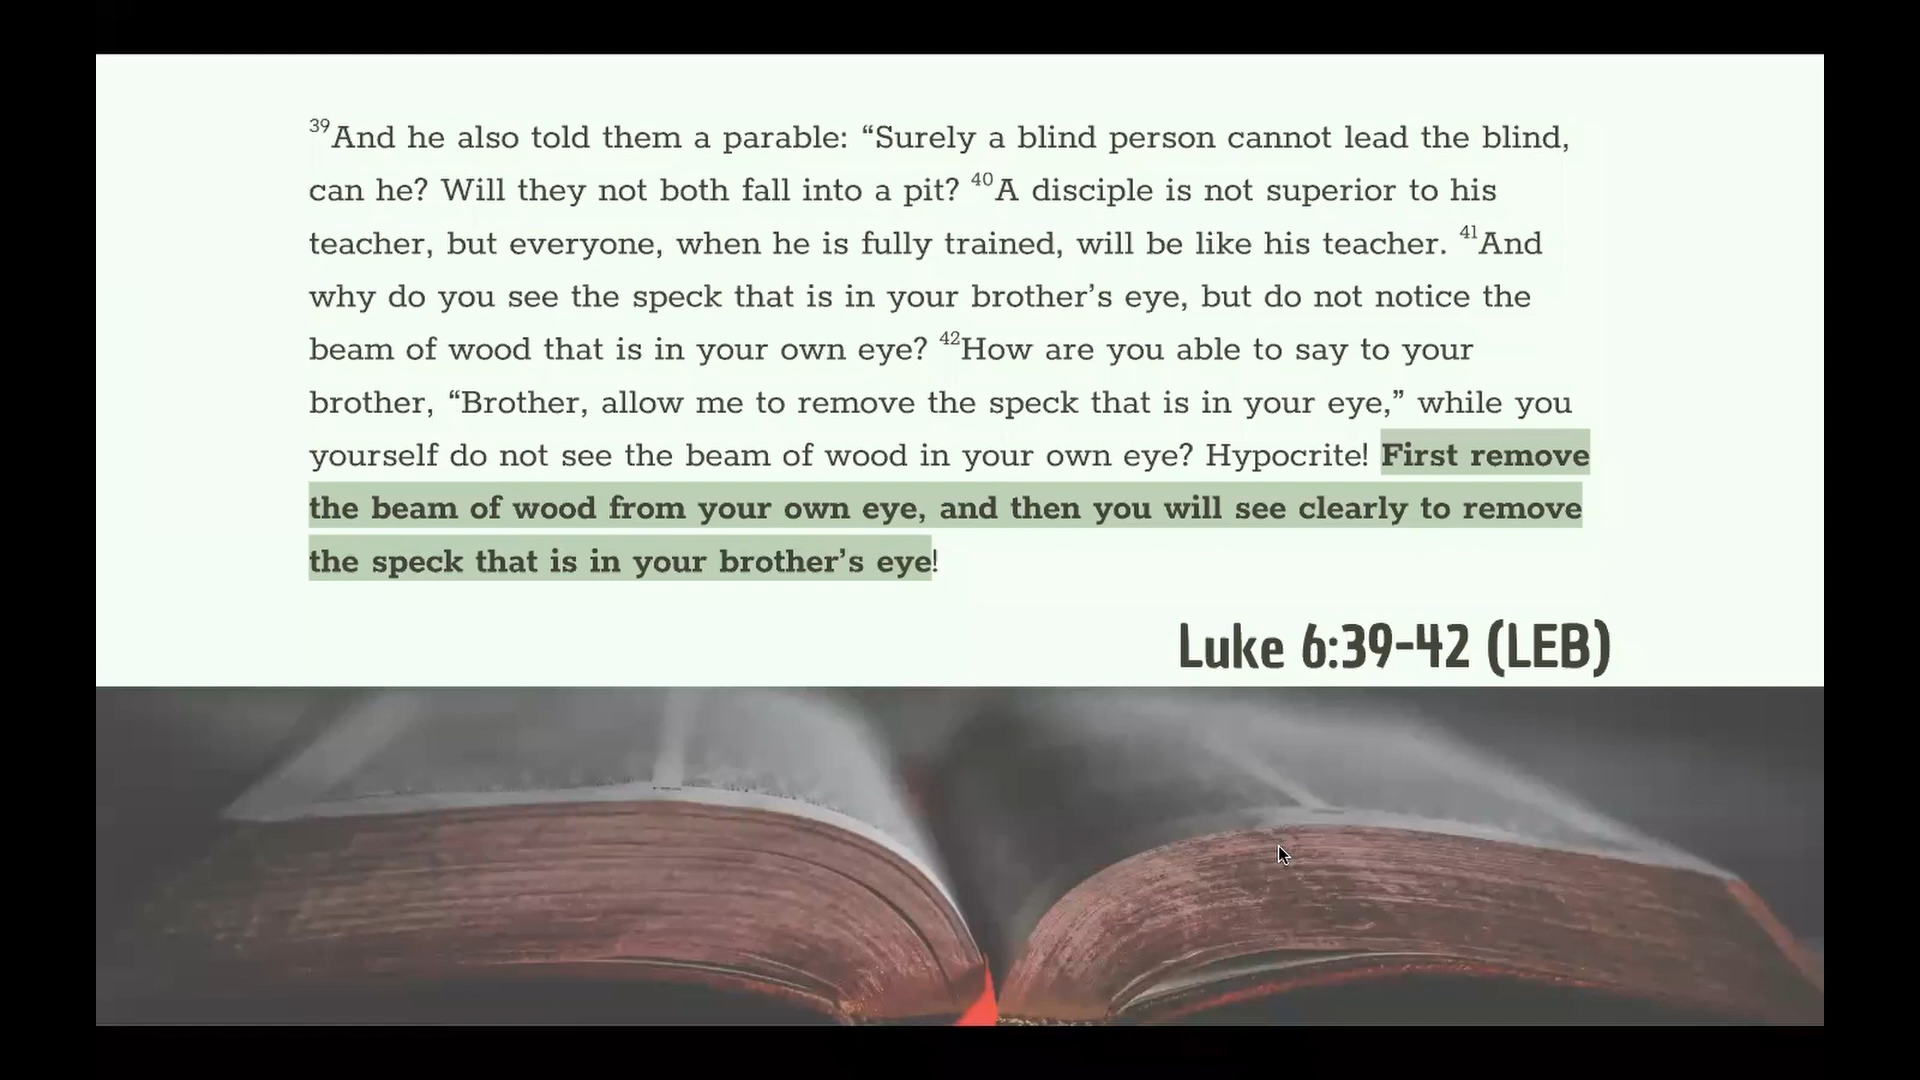 39And he also told them a parable: “Surely a blind person cannot lead the blind,
can he? Will they not both fall into a pit? 40A disciple is not superior to his
teacher, but everyone, when he is fully trained, will be like his teacher. 41And
why do you see the speck that is in your brother’s eye, but do not notice the
beam of wood that is in your own eye? 42How are you able to say to your
brother, “Brother, allow me to remove the speck that is in your eye,” while you
yourself do not see the beam of wood in your own eye? Hypocrite! First remove
the beam of wood from your own eye, and then you will see clearly to remove
the speck that is in your brother’s eye!
Luke 6:39-42 (LEB)